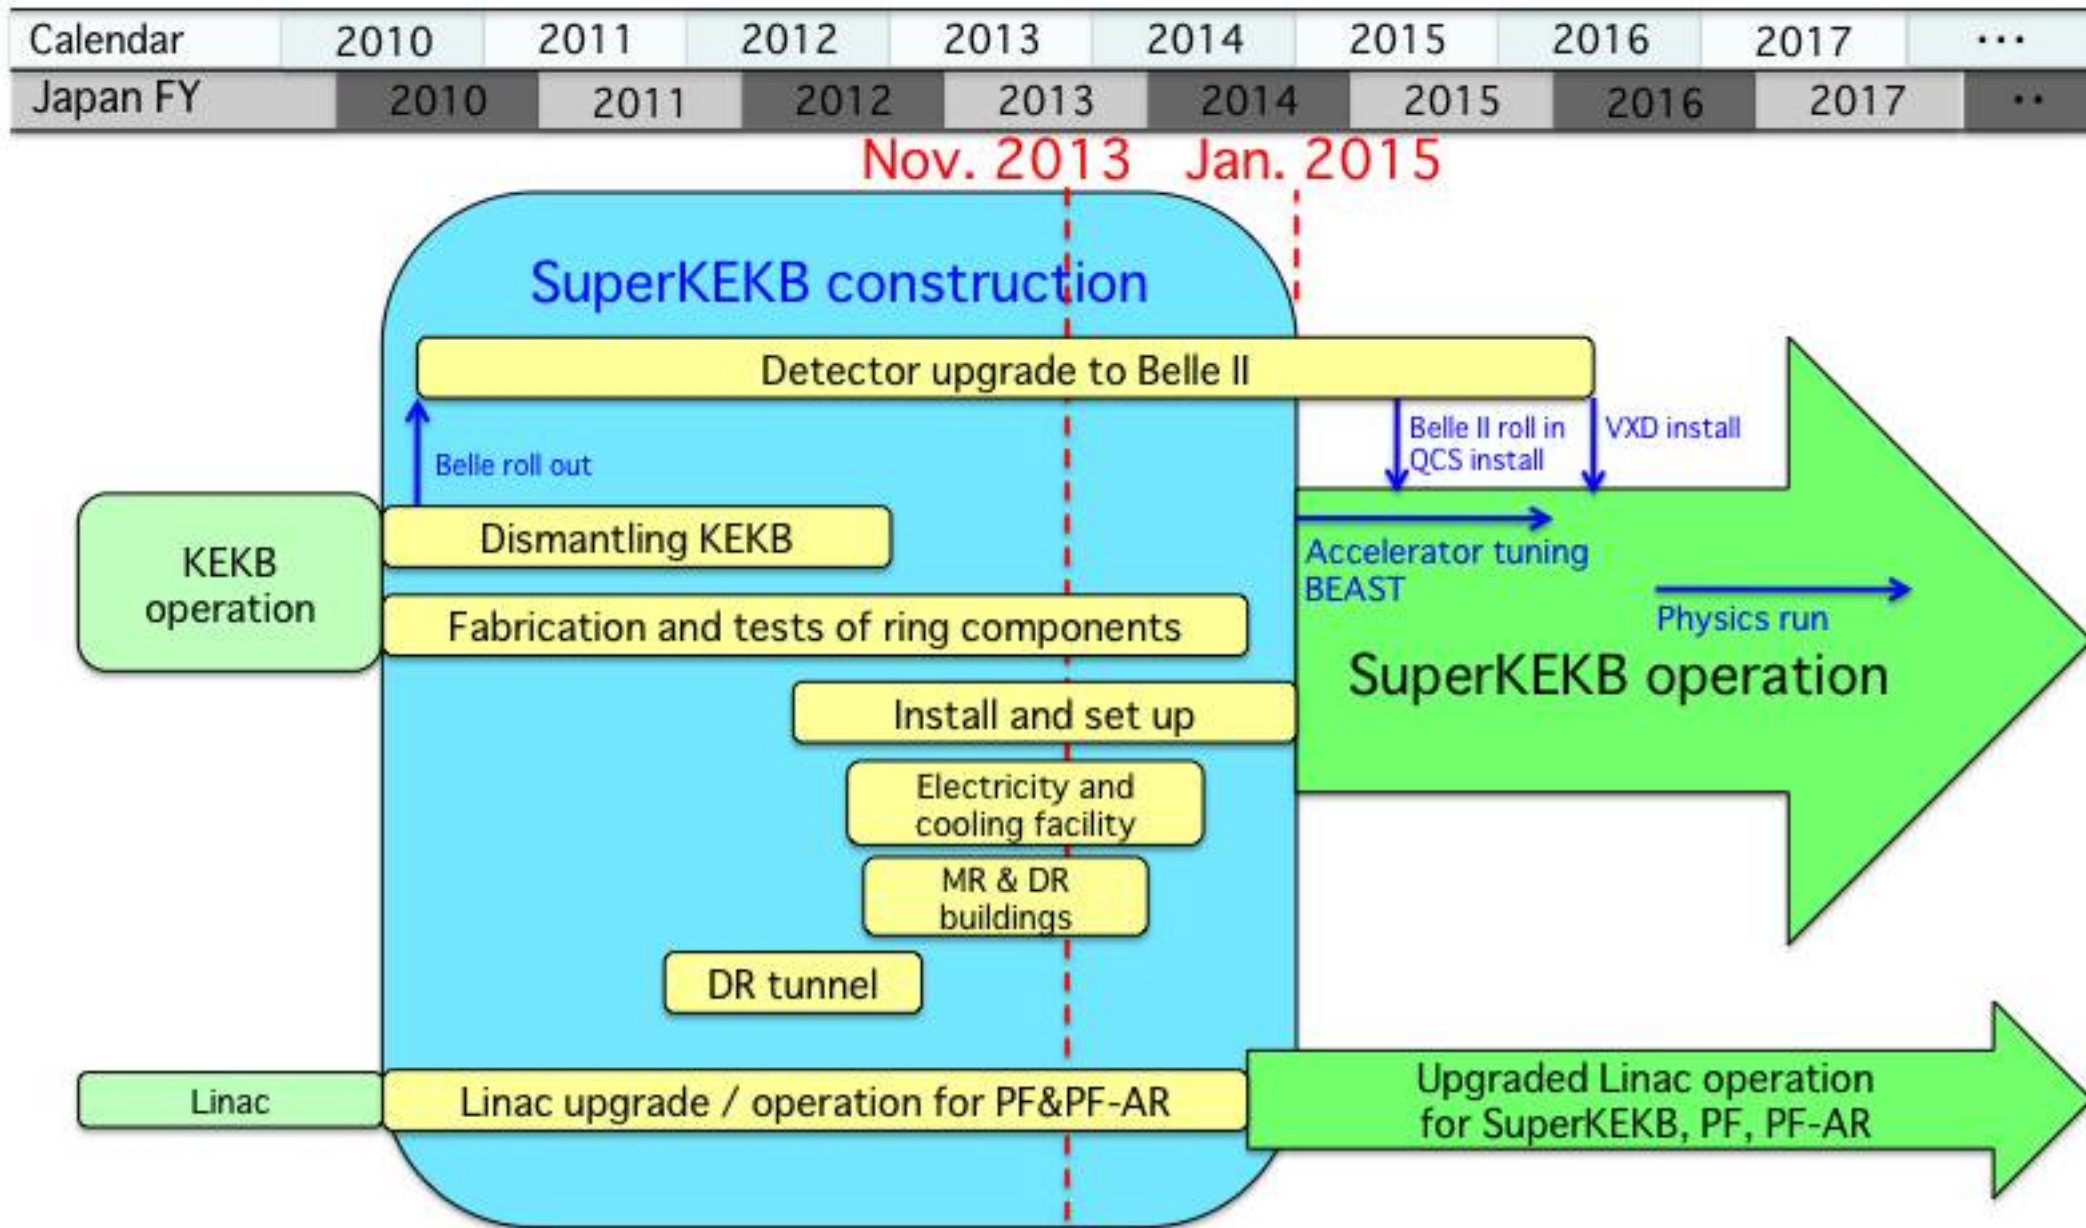 Calendar 2010 2011 2012 2013 2014 2015 2016 2017 ...
Japan FY 2010 2011 2012 2013 2014 2015 2016 2017 ..
Nov. 2013 Jan. 2015
SuperKEKB construction
Detector upgrade to Belle II
Belle II roll in
QCS install
VXD install
Belle roll out
KEKB
operation
Dismantling KEKB
Accelerator tuning
BEAST
Physics run
Fabrication and tests of ring components
SuperKEKB operation
Install and set up
Electricity and
cooling facility
MR & DR
buildings
DR tunnel
Linac
Linac upgrade / operation for PF&PF-AR
Upgraded Linac operation
for SuperKEKB, PF, PF-AR